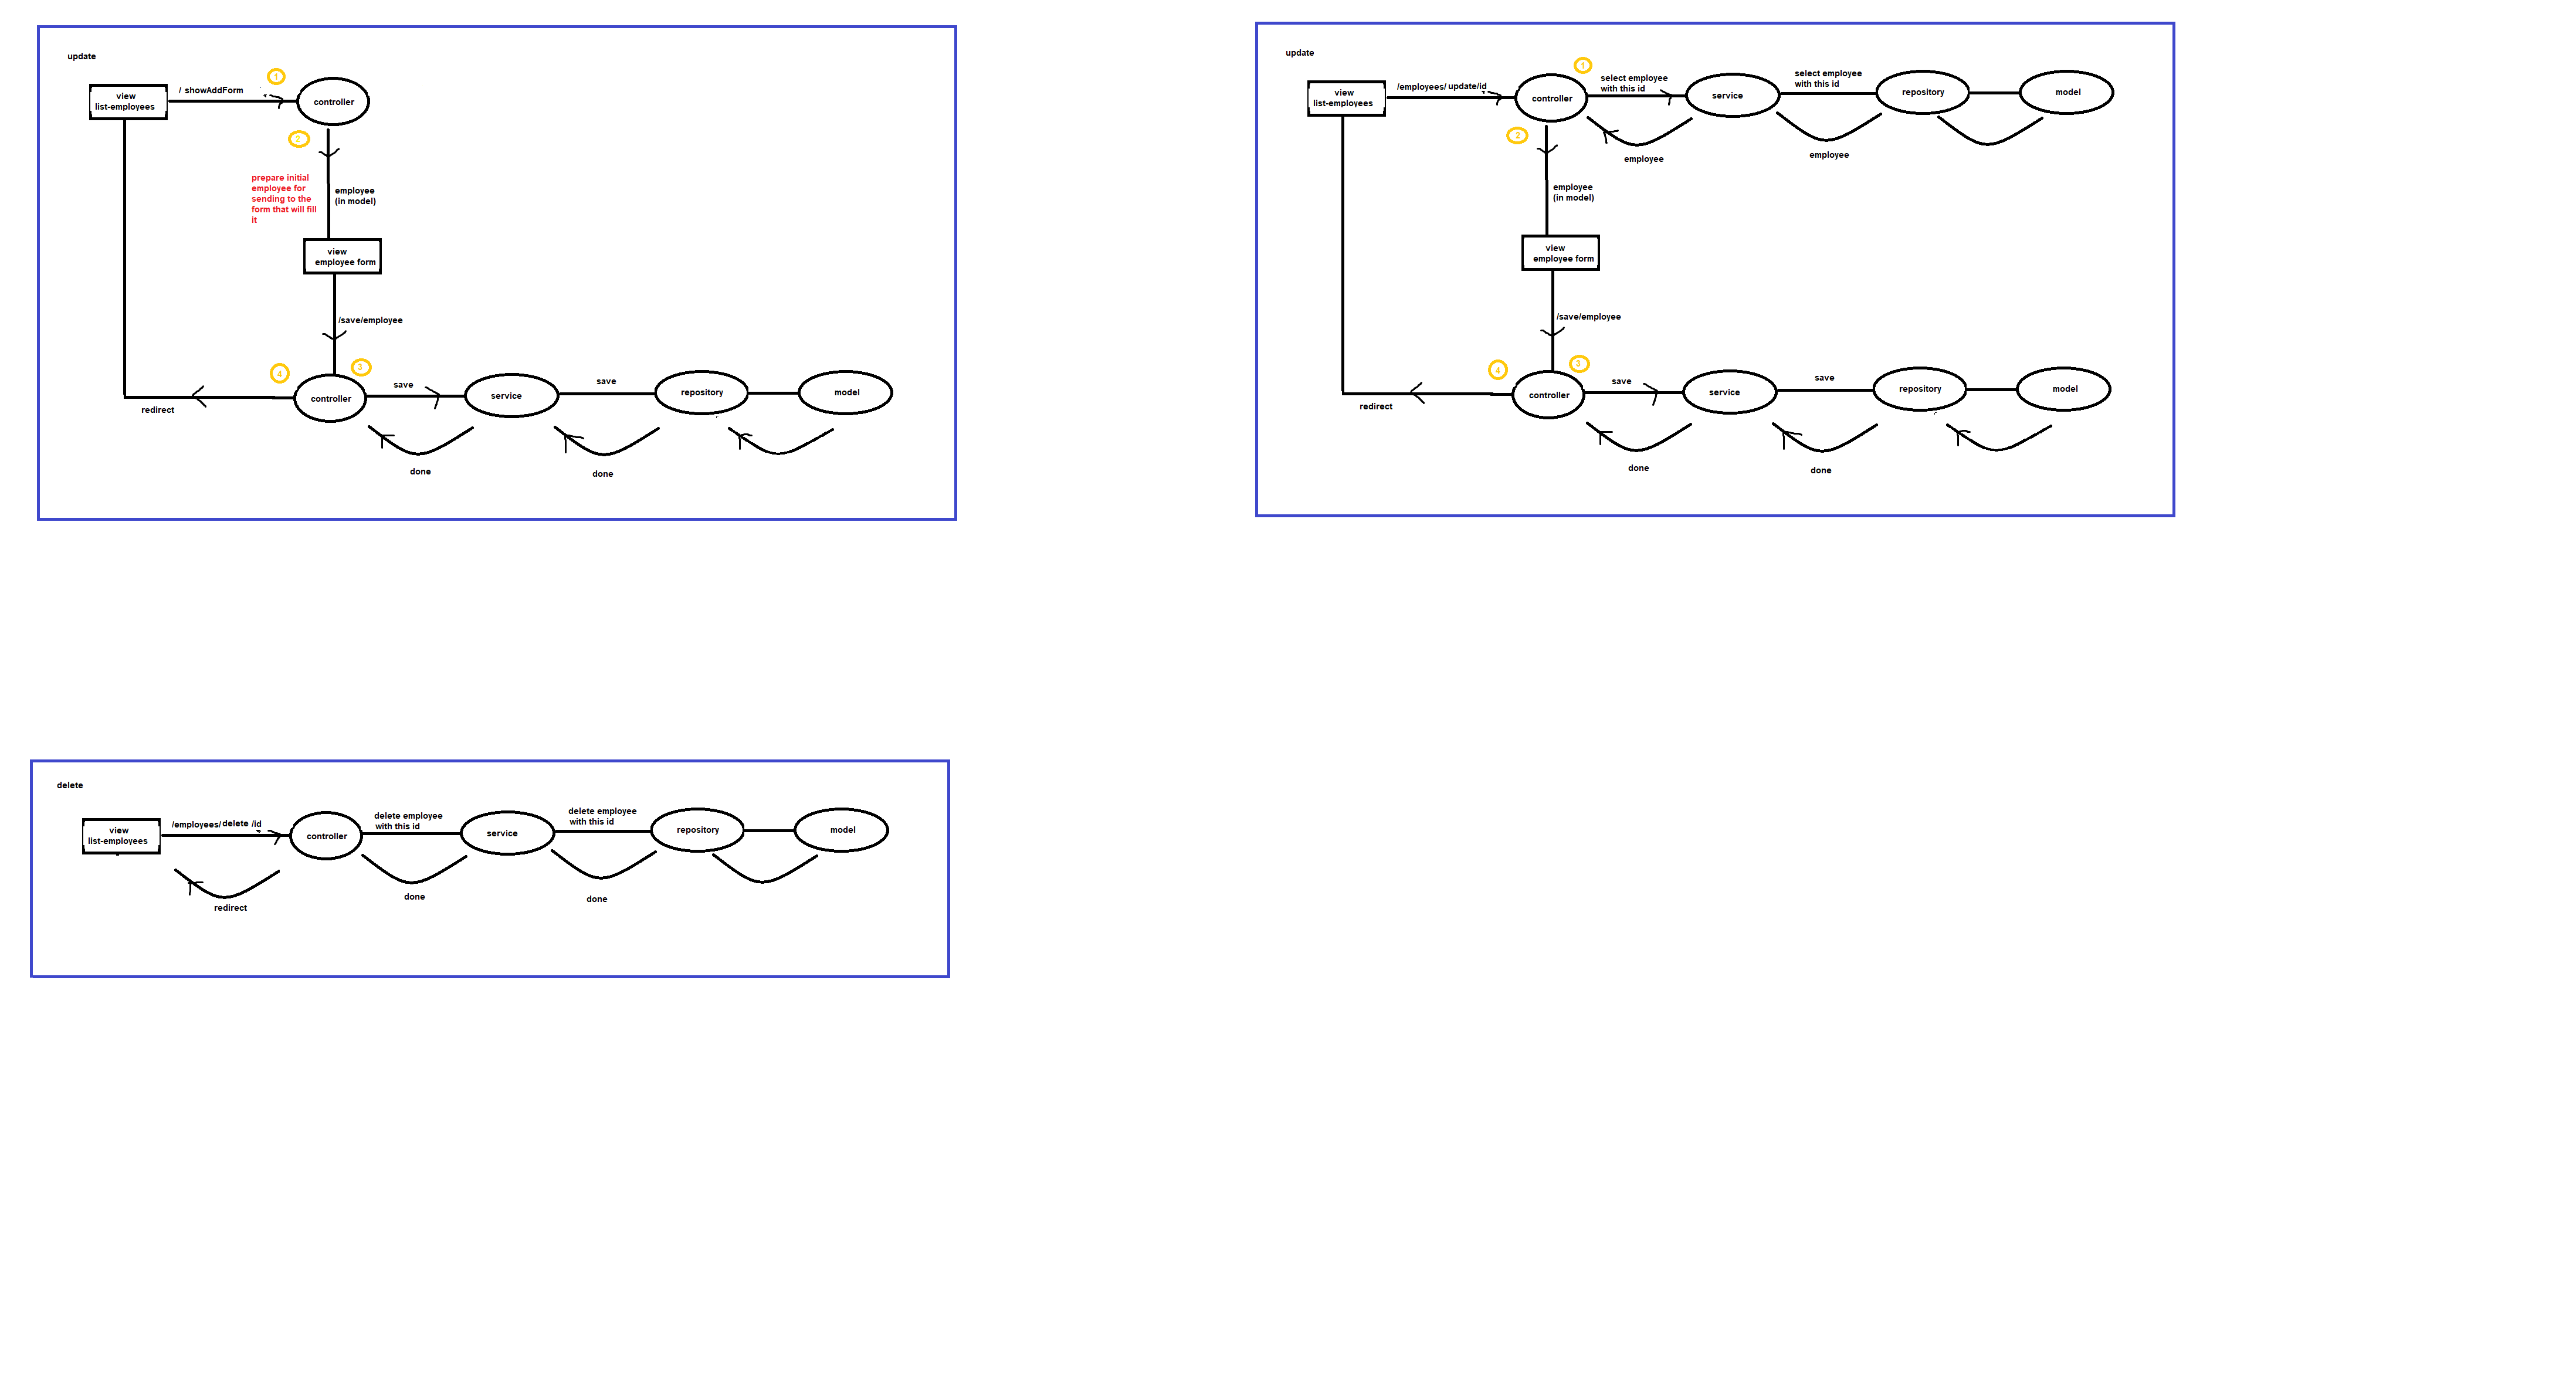 update
/ showAddForm
1
view
list-employees
controller
2
prepare initial
employee for
sending to the
form that will fill
it
employee
(in model)
view
employee form
/save/employee
4
3
controller
save
service
save
repository
model
redirect
done
done
update
/employees/ update/id
1
select employee
with this id
select employee
with this id
view
list-employees
controller
service
repository
model
2
employee
employee
employee
(in model)
view
employee form
/save/employee
4
3
controller
save
service
save
repository
model
redirect
done
done
delete
/employees/ delete /id
delete employee
with this id
delete employee
with this id
view
list-employees
controller
service
repository
model
redirect
done
done